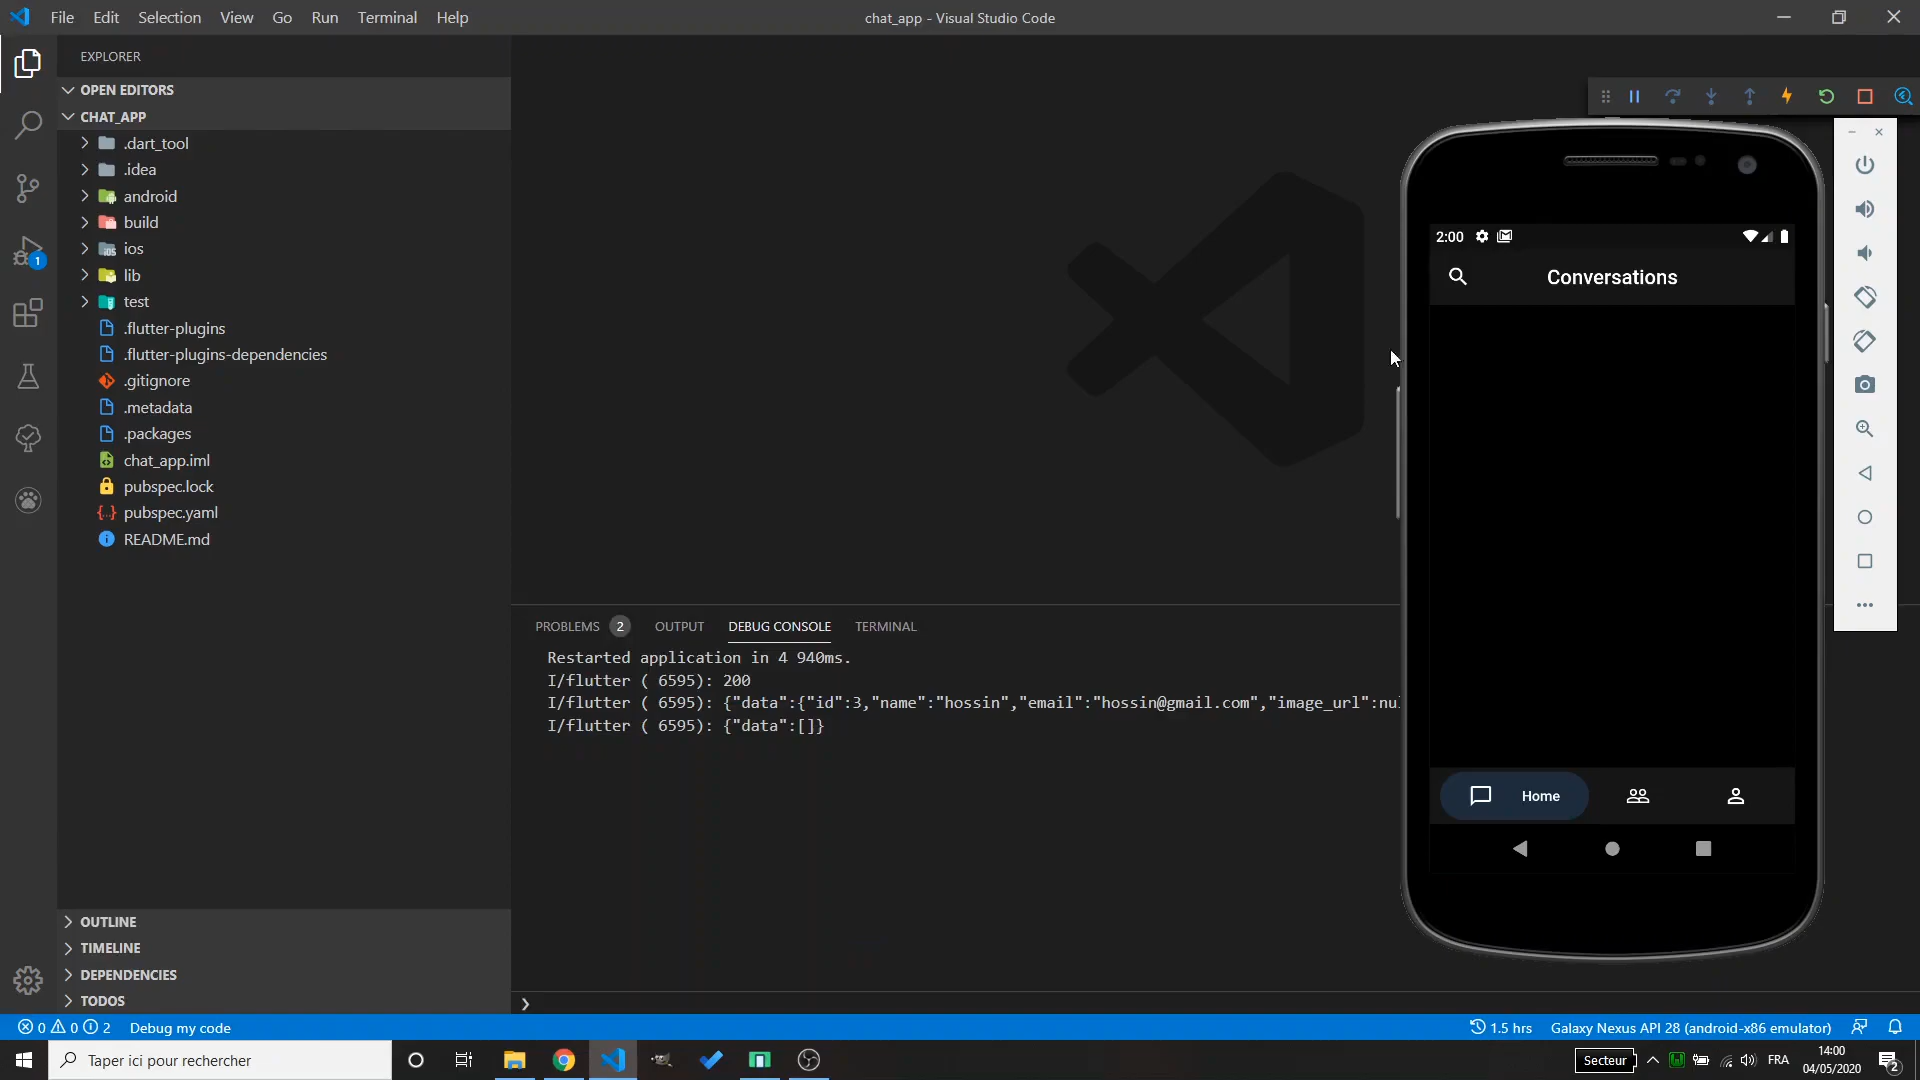 File Edit Selection View Go Run Terminal Help
chat_app - Visual Studio Code
EXPLORER
OPEN EDITORS
CHAT_APP
.dart_tool
.idea
android
build
ios
lib
test
.flutter-plugins
.flutter-plugins-dependencies
.gitignore
.metadata
.packages
chat_app.iml
pubspec.lock
pubspec.yaml
README.md
OUTLINE
TIMELINE
DEPENDENCIES
TODOS
1
2:00
Conversations
Home
PROBLEMS 2 OUTPUT DEBUG CONSOLE TERMINAL
Restarted application in 4 940ms.
I/flutter ( 6595): 200
I/flutter ( 6595): {"data":{"id":3,"name":"hossin","email":"hossin@gmail.com","image_url":nu
I/flutter ( 6595): {"data":[]}
0 0 2 Debug my code
1.5 hrs Galaxy Nexus API 28 (android-x86 emulator)
Taper ici pour rechercher
Secteur
FRA
14:00
04/05/2020
2